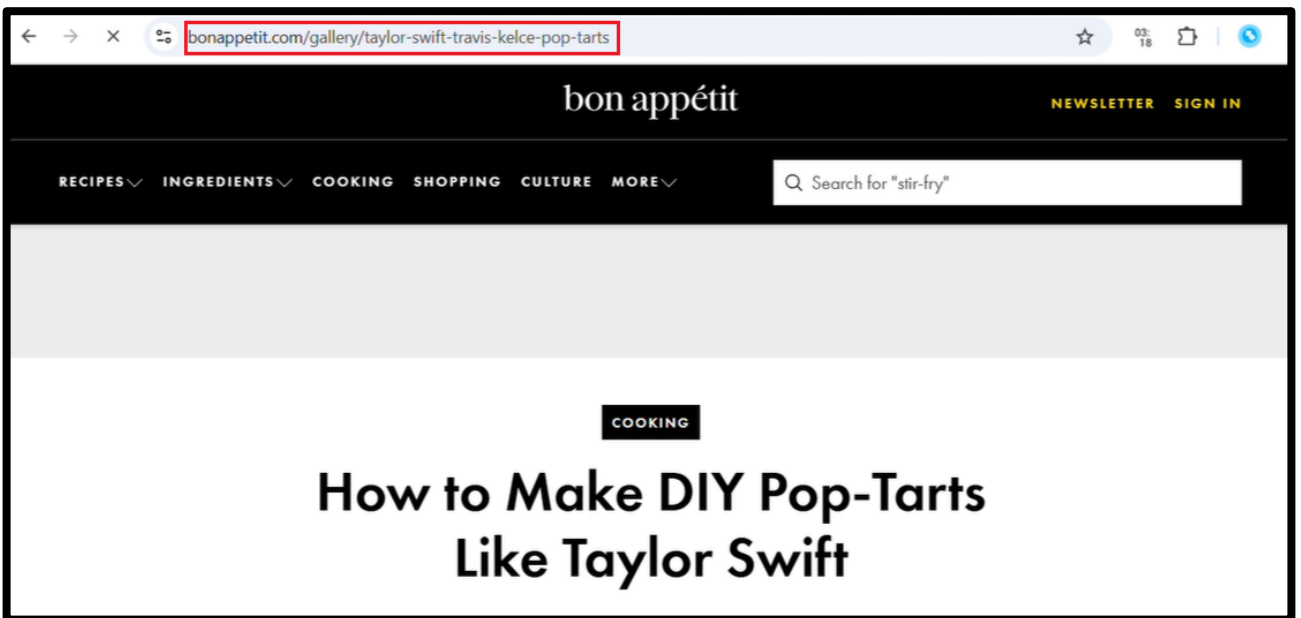 bonappetit.com/gallery/taylor-swift-travis-kelce-pop-tarts
03:
18
bon appétit
NEWSLETTER SIGN IN
RECIPES INGREDIENTS COOKING SHOPPING CULTURE MORE
Search for "stir-fry"
COOKING
How to Make DIY Pop-Tarts
Like Taylor Swift